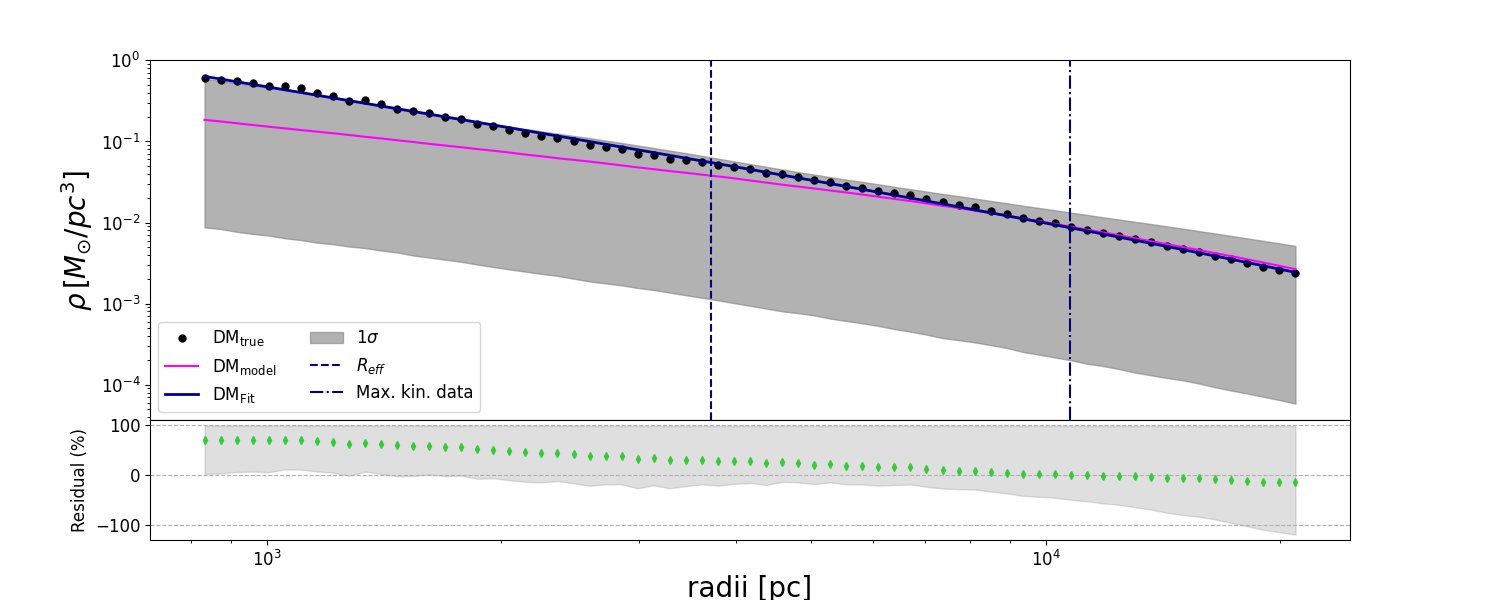 10⁰
10⁻¹
10⁻²
10⁻³
10⁻⁴
ρ [M⊙/pc³]
DM_true
DM_model
DM_Fit
1σ
R_eff
Max. kin. data
100
0
−100
Residual (%)
10³
10⁴
radii [pc]